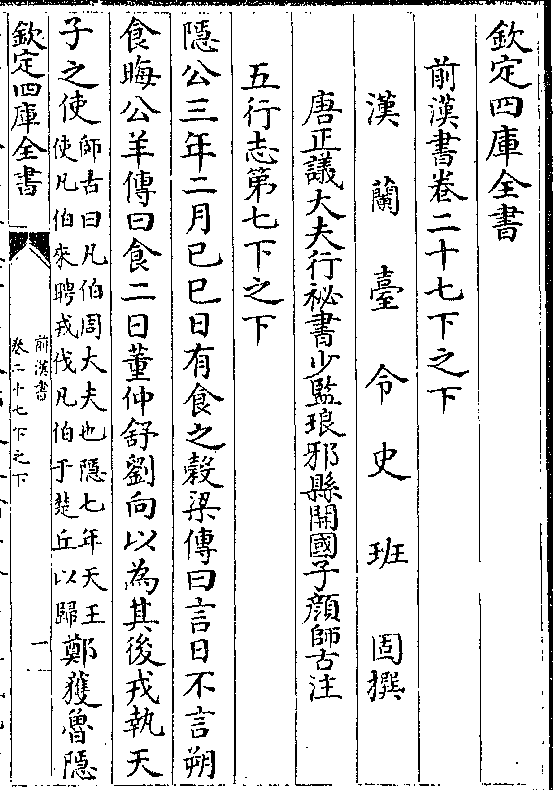 欽定四庫全書
前漢書卷二十七下之下
漢蘭臺令史班固撰
唐正議大夫行祕書少監琅邪縣開國子顏師古注
五行志第七下之下
隱公三年二月己巳日有食之穀梁傳曰言日不言朔
食晦公羊傳曰食二日董仲舒劉向以為其後戎執天
子之使師古曰凡伯周大夫也隱七年天王
使凡伯來聘戎伐凡伯于楚丘以歸鄭獲魯隱
欽定四庫全書
前漢書
卷二十七下之下
一